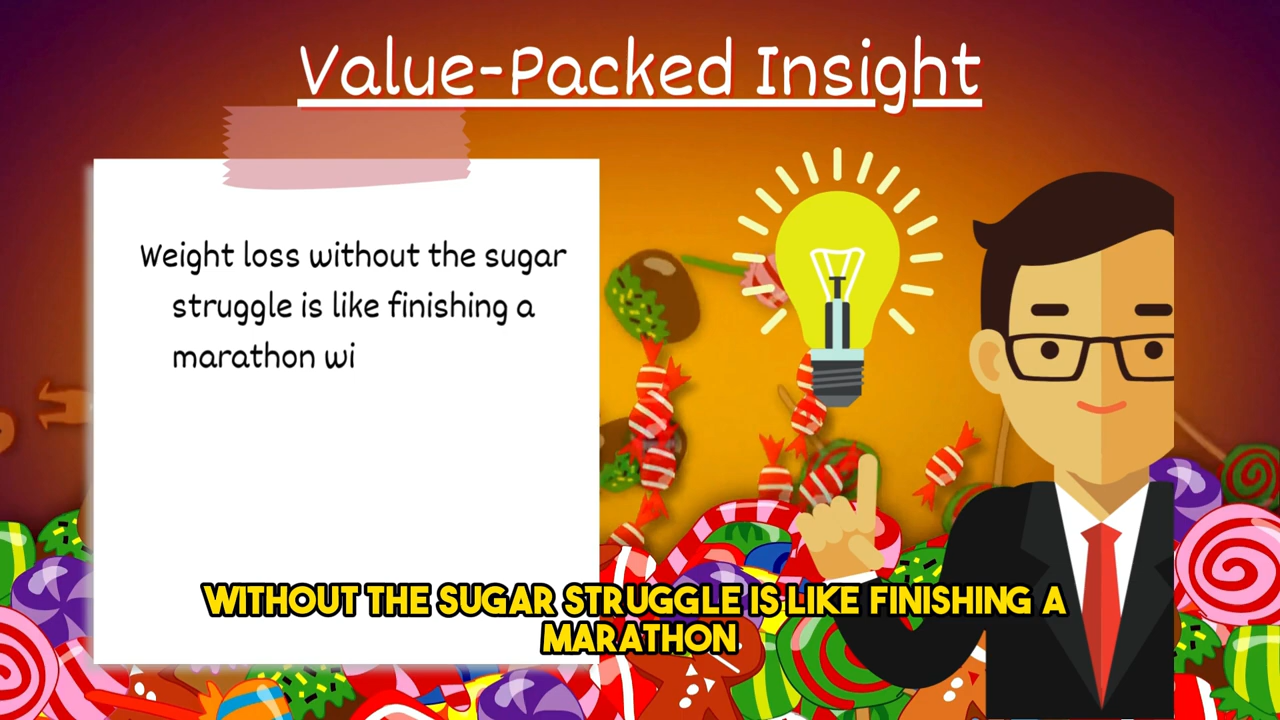 Value-Packed Insight
Weight loss without the sugar
struggle is like finishing a
marathon wi
WITHOUT THE SUGAR STRUGGLE IS LIKE FINISHING A
MARATHON